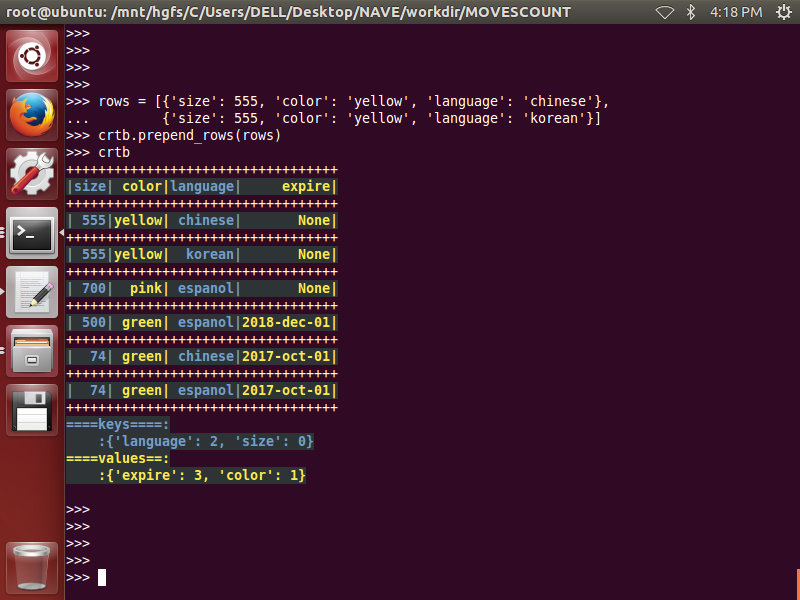 root@ubuntu: /mnt/hgfs/C/Users/DELL/Desktop/NAVE/workdir/MOVESCOUNT 4:18 PM
>>>
>>>
>>>
>>>
>>> rows = [{'size': 555, 'color': 'yellow', 'language': 'chinese'},
...         {'size': 555, 'color': 'yellow', 'language': 'korean'}]
>>> crtb.prepend_rows(rows)
>>> crtb
++++++++++++++++++++++++++++++++++
|size| color|language|     expire|
++++++++++++++++++++++++++++++++++
| 555|yellow| chinese|       None|
++++++++++++++++++++++++++++++++++
| 555|yellow|  korean|       None|
++++++++++++++++++++++++++++++++++
| 700|  pink| espanol|       None|
++++++++++++++++++++++++++++++++++
| 500| green| espanol|2018-dec-01|
++++++++++++++++++++++++++++++++++
|  74| green| chinese|2017-oct-01|
++++++++++++++++++++++++++++++++++
|  74| green| espanol|2017-oct-01|
++++++++++++++++++++++++++++++++++
====keys====:
    :{'language': 2, 'size': 0}
====values==:
    :{'expire': 3, 'color': 1}
>>>
>>>
>>>
>>>
>>>